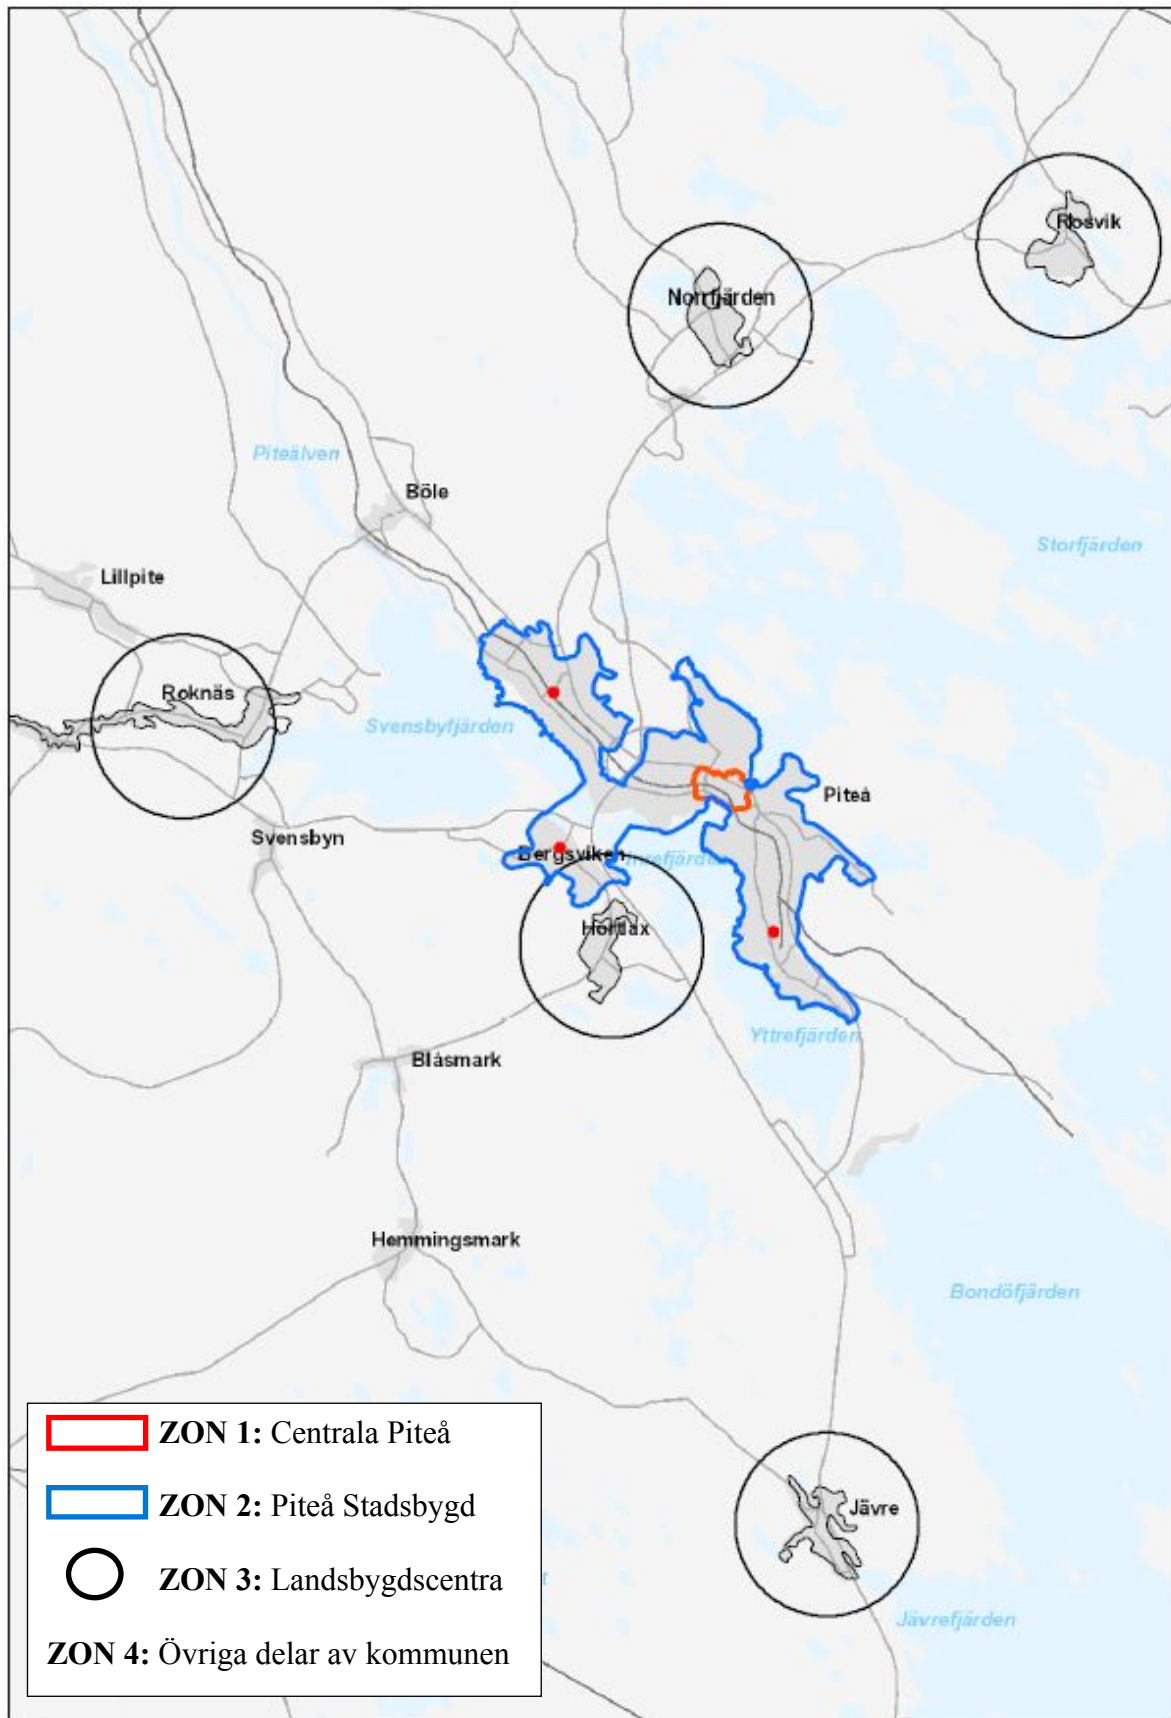 Rosvik
Norrfjärden
Piteälven
Böle
Storfjärden
Lillpite
Roknäs
Svensbyfjärden
Piteå
Svensbyn
Bergsviken
Inrefjärden
Hortlax
Yttrefjärden
Blåsmark
Hemmingsmark
Bondöfjärden
ZON 1: Centrala Piteå
ZON 2: Piteå Stadsbygd
Jävre
ZON 3: Landsbygdscentra
Jävrefjärden
ZON 4: Övriga delar av kommunen